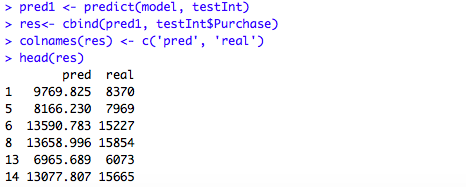 > pred1 <- predict(model, testInt)
> res<- cbind(pred1, testInt$Purchase)
> colnames(res) <- c('pred', 'real')
> head(res)
pred real
1 9769.825 8370
5 8166.230 7969
6 13590.783 15227
8 13658.996 15854
13 6965.689 6073
14 13077.807 15665